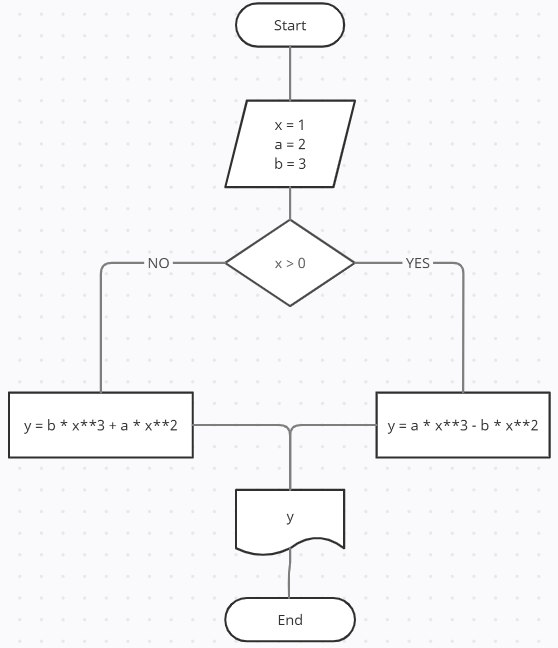 Start
x = 1
a = 2
b = 3
x > 0
NO
YES
y = b * x**3 + a * x**2
y = a * x**3 - b * x**2
y
End